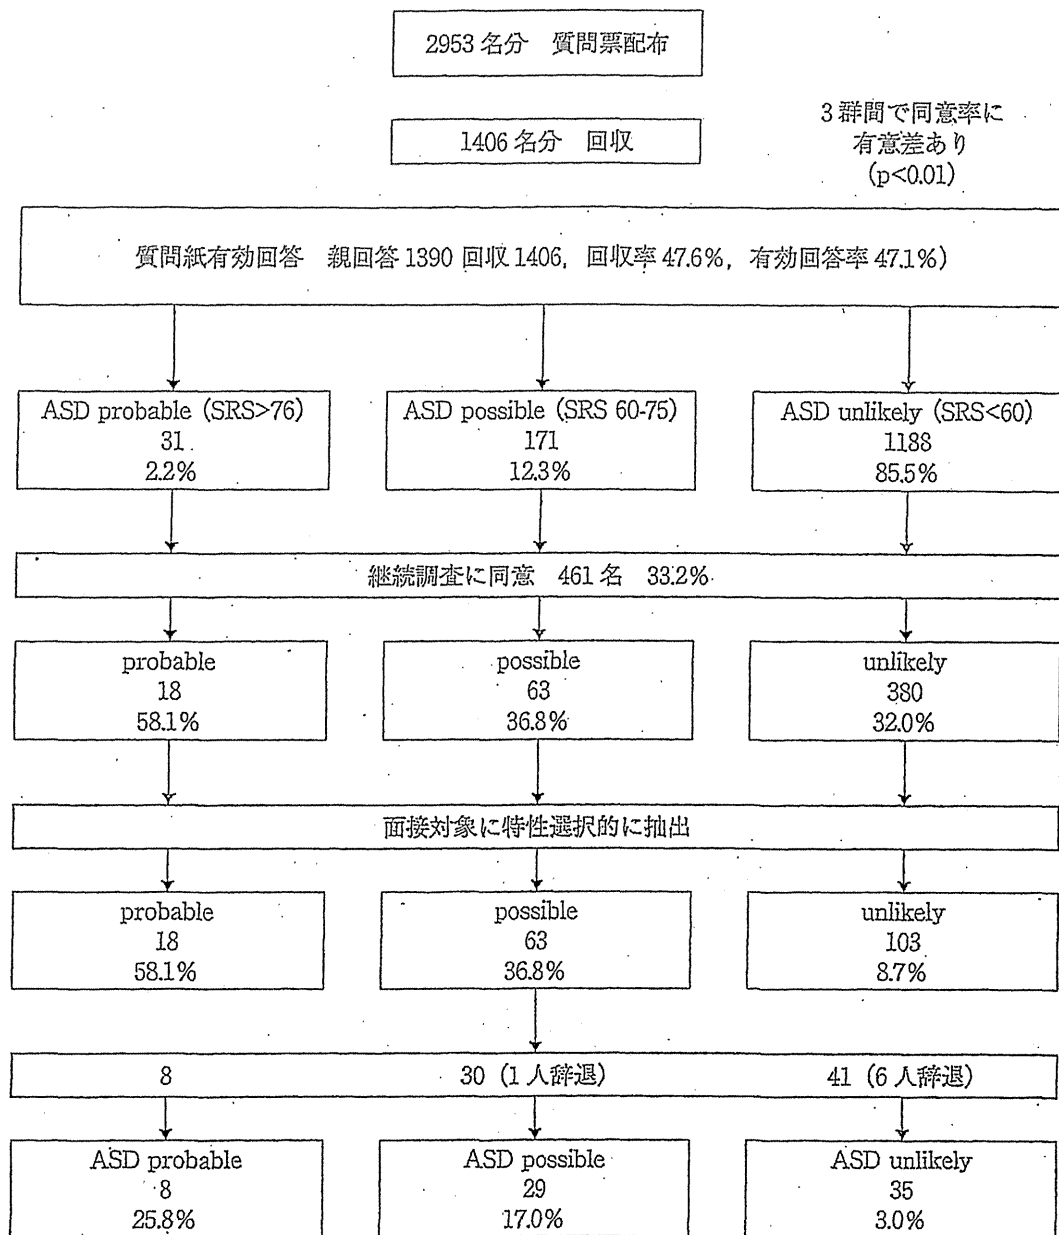 2953 名分　質問票配布
1406 名分　回収
3 群間で同意率に
有意差あり
(p<0.01)
質問紙有効回答　親回答 1390 回収 1406，回収率 47.6%，有効回答率 47.1%)
ASD probable (SRS>76)
31
2.2%
ASD possible (SRS 60-75)
171
12.3%
ASD unlikely (SRS<60)
1188
85.5%
継続調査に同意　461 名　33.2%
probable
18
58.1%
possible
63
36.8%
unlikely
380
32.0%
面接対象に特性選択的に抽出
probable
18
58.1%
possible
63
36.8%
unlikely
103
8.7%
8　30（1 人辞退）　41（6 人辞退）
ASD probable
8
25.8%
ASD possible
29
17.0%
ASD unlikely
35
3.0%